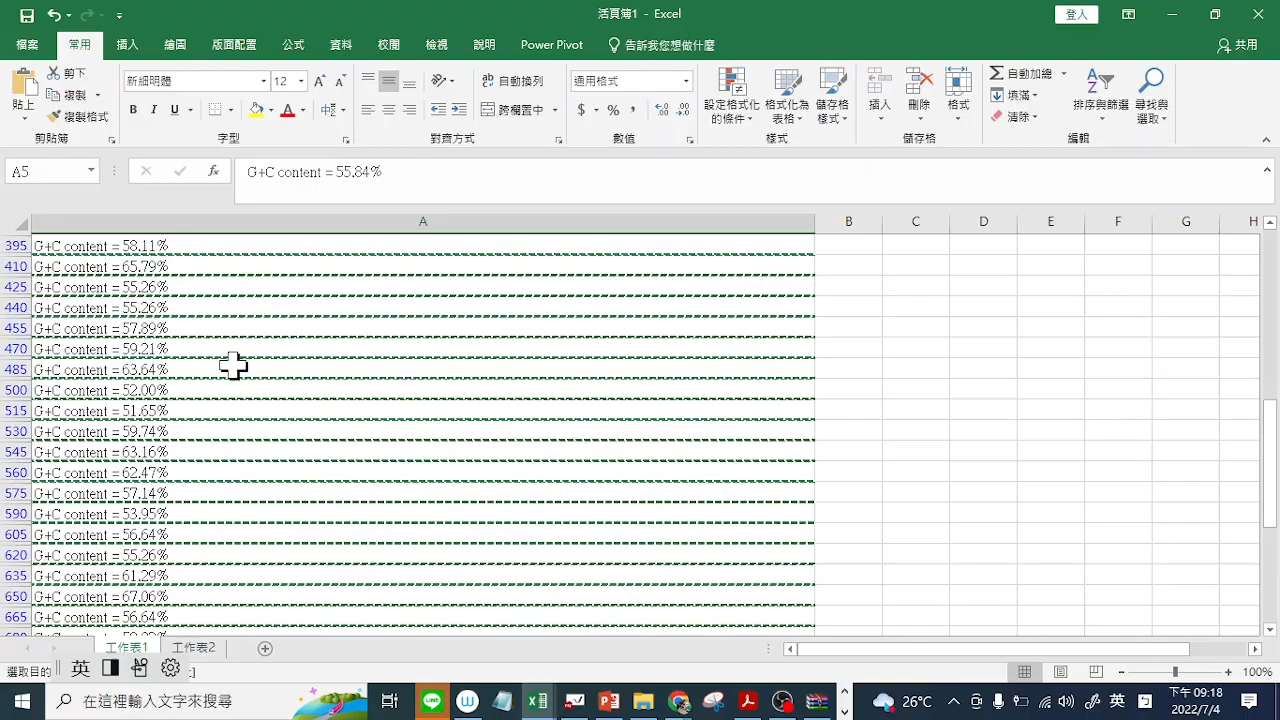 活頁簿1 - Excel
登入
檔案 常用 插入 繪圖 版面配置 公式 資料 校閱 檢視 說明 Power Pivot 告訴我您想做什麼 共用
貼上 剪下 複製 複製格式
新細明體 12
B I U
自動換列
跨欄置中
通用格式
$ % ,
設定格式化的條件 格式化為表格 儲存格樣式 插入 刪除 格式
自動加總 填滿 清除
排序與篩選 尋找與選取
剪貼簿 字型 對齊方式 數值 樣式 儲存格 編輯
A5 fx G+C content = 55.84%
A B C D E F G H
395 G+C content = 58.11%
410 G+C content = 65.79%
425 G+C content = 55.26%
440 G+C content = 55.26%
455 G+C content = 57.89%
470 G+C content = 59.21%
485 G+C content = 63.64%
500 G+C content = 52.00%
515 G+C content = 51.65%
530 G+C content = 59.74%
545 G+C content = 63.16%
560 G+C content = 62.47%
575 G+C content = 57.14%
590 G+C content = 53.95%
605 G+C content = 56.64%
620 G+C content = 55.26%
635 G+C content = 61.29%
650 G+C content = 67.06%
665 G+C content = 56.64%
工作表1 工作表2
選取目的 英
100%
在這裡輸入文字來搜尋
26°C
英
下午 09:18
2022/7/4